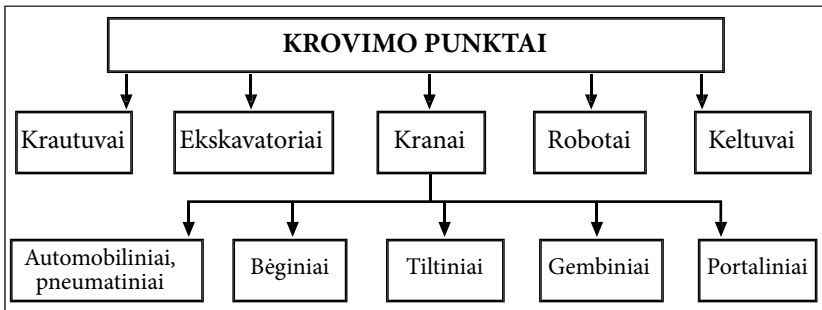 KROVIMO PUNKTAI
Krautuvai
Ekskavatoriai
Kranai
Robotai
Keltuvai
Automobiliniai,
pneumatiniai
Bėginiai
Tiltiniai
Gembiniai
Portaliniai